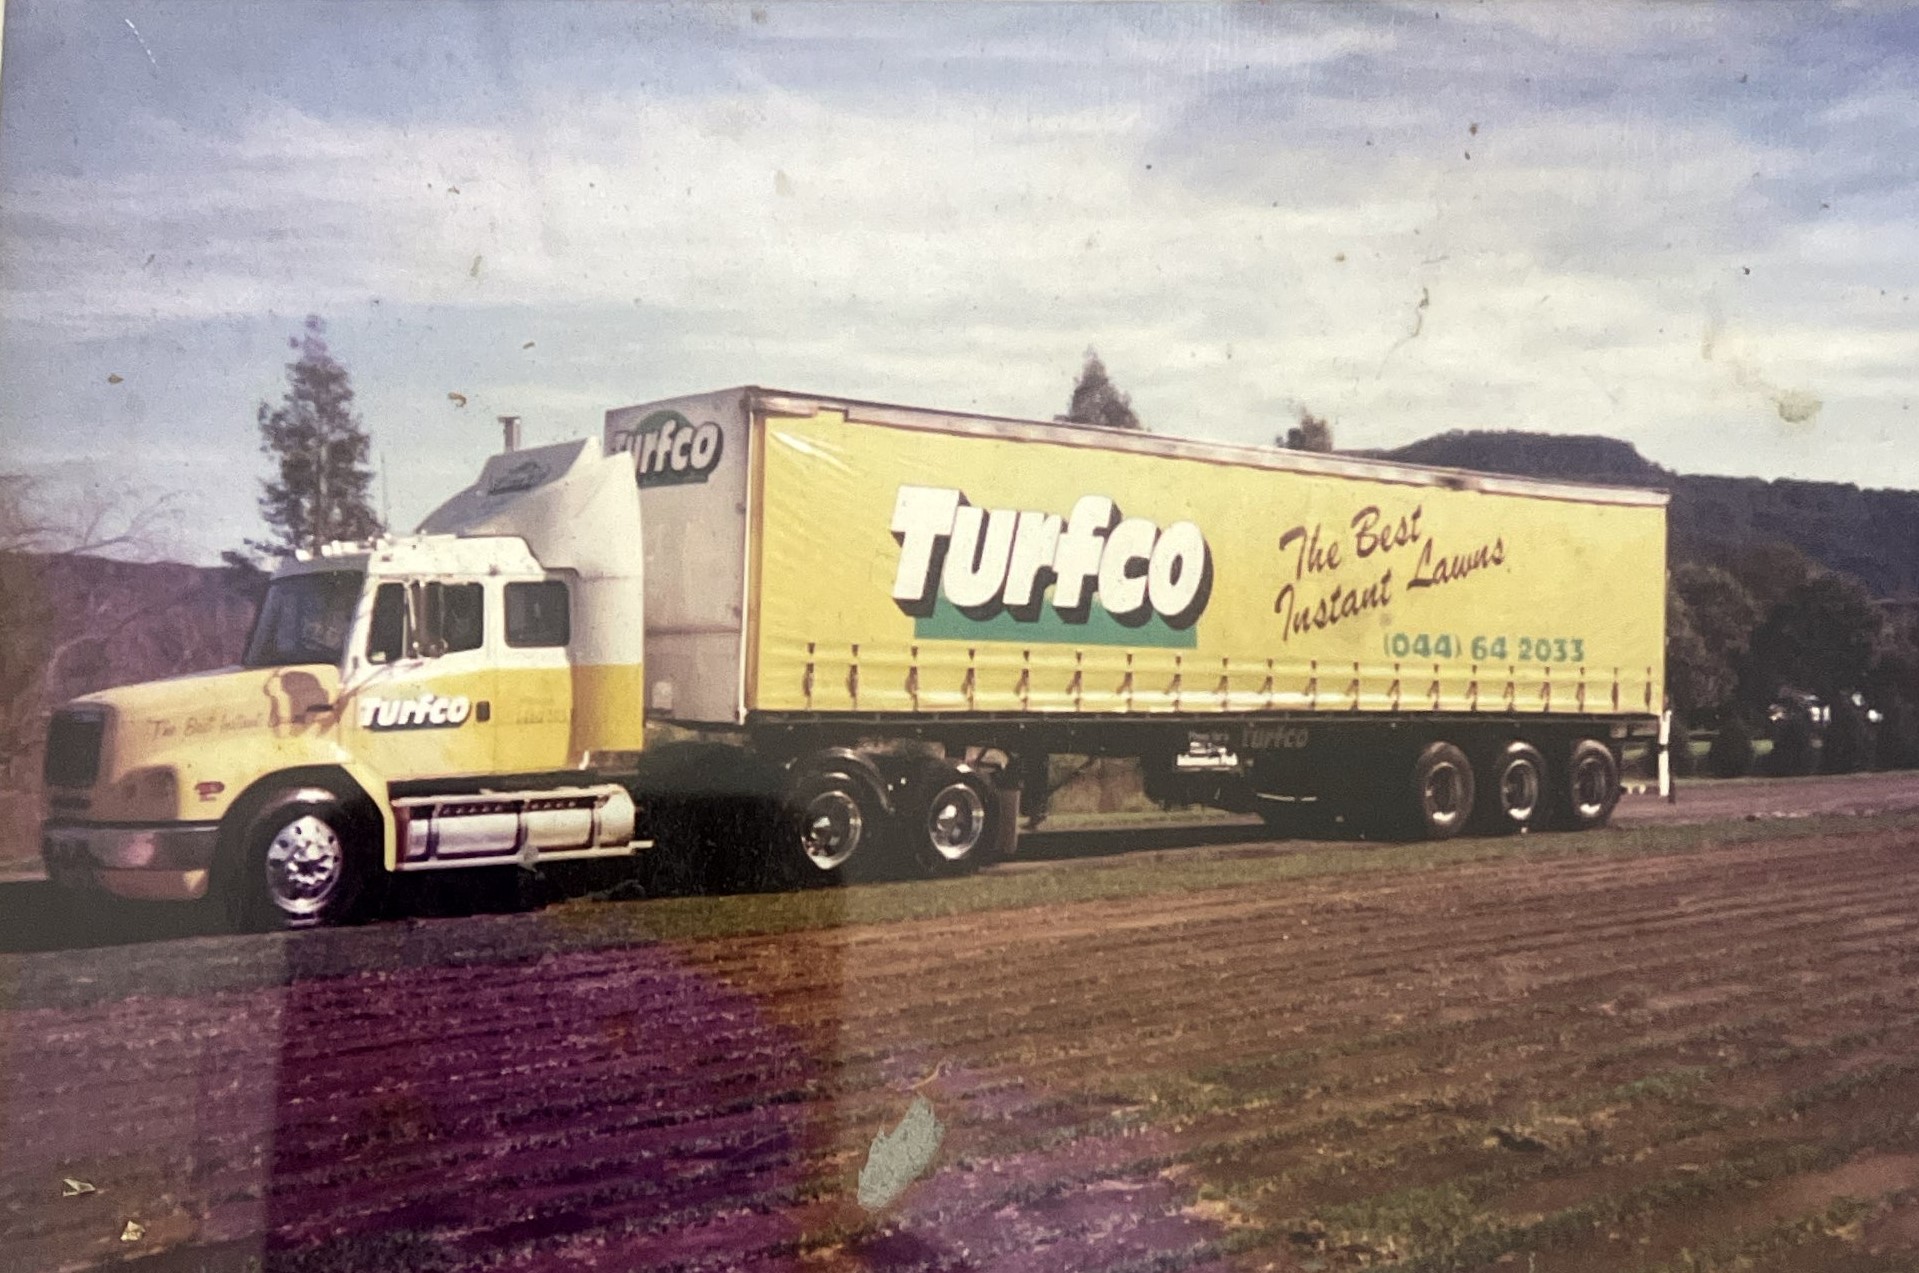 Turfco
Turfco
The Best
Instant Lawns
(044) 64 2033
The Best Instant
Turfco
Turfco